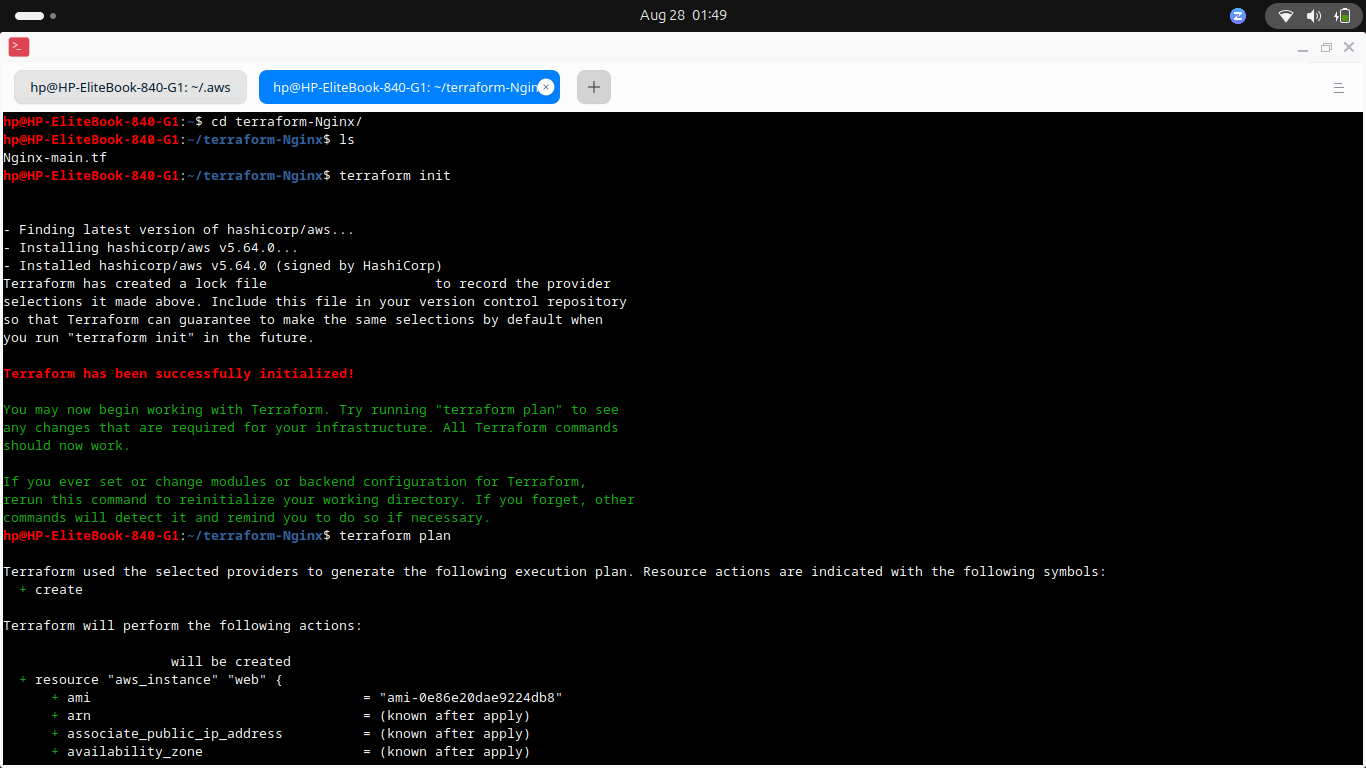 Aug 28 01:49
hp@HP-EliteBook-840-G1: ~/.aws
hp@HP-EliteBook-840-G1: ~/terraform-Ngin
hp@HP-EliteBook-840-G1:~$ cd terraform-Nginx/
hp@HP-EliteBook-840-G1:~/terraform-Nginx$ ls
Nginx-main.tf
hp@HP-EliteBook-840-G1:~/terraform-Nginx$ terraform init
- Finding latest version of hashicorp/aws...
- Installing hashicorp/aws v5.64.0...
- Installed hashicorp/aws v5.64.0 (signed by HashiCorp)
Terraform has created a lock file to record the provider
selections it made above. Include this file in your version control repository
so that Terraform can guarantee to make the same selections by default when
you run "terraform init" in the future.
Terraform has been successfully initialized!
You may now begin working with Terraform. Try running "terraform plan" to see
any changes that are required for your infrastructure. All Terraform commands
should now work.
If you ever set or change modules or backend configuration for Terraform,
rerun this command to reinitialize your working directory. If you forget, other
commands will detect it and remind you to do so if necessary.
hp@HP-EliteBook-840-G1:~/terraform-Nginx$ terraform plan
Terraform used the selected providers to generate the following execution plan. Resource actions are indicated with the following symbols:
+ create
Terraform will perform the following actions:
will be created
+ resource "aws_instance" "web" {
+ ami = "ami-0e86e20dae9224db8"
+ arn = (known after apply)
+ associate_public_ip_address = (known after apply)
+ availability_zone = (known after apply)